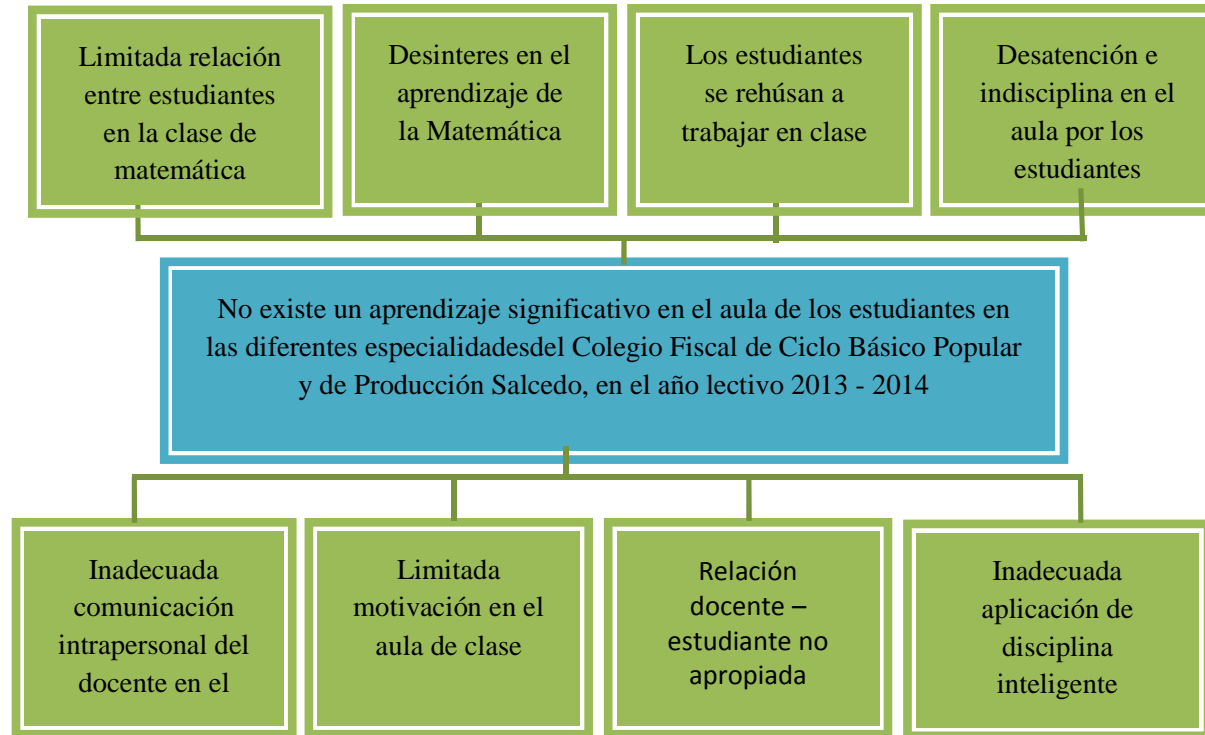 Limitada relación
entre estudiantes
en la clase de
matemática
Desinteres en el
aprendizaje de
la Matemática
Los estudiantes
se rehúsan a
trabajar en clase
Desatención e
indisciplina en el
aula por los
estudiantes
No existe un aprendizaje significativo en el aula de los estudiantes en
las diferentes especialidadesdel Colegio Fiscal de Ciclo Básico Popular
y de Producción Salcedo, en el año lectivo 2013 - 2014
Inadecuada
comunicación
intrapersonal del
docente en el
Limitada
motivación en el
aula de clase
Relación
docente –
estudiante no
apropiada
Inadecuada
aplicación de
disciplina
inteligente